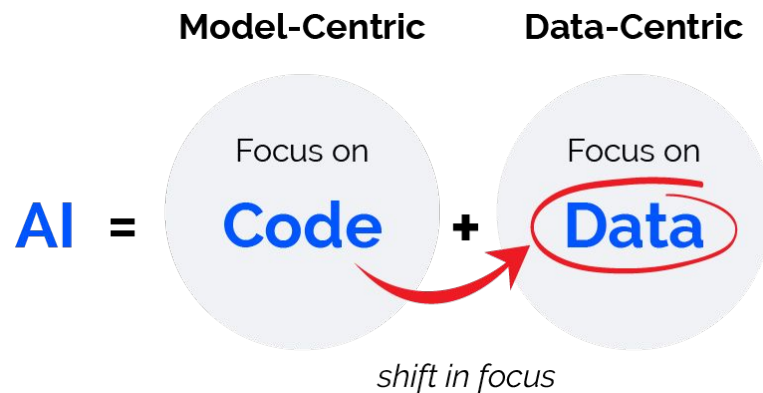 Model-Centric Data-Centric
Focus on Focus on
AI = Code + Data
shift in focus